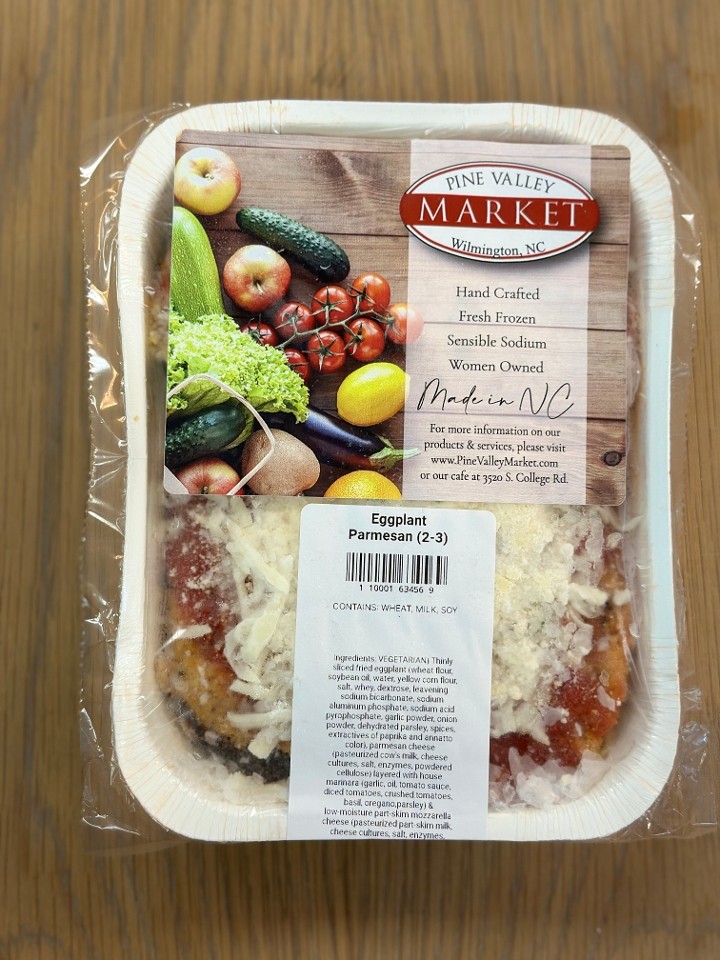 PINE VALLEY
MARKET
Wilmington, NC
Hand Crafted
Fresh Frozen
Sensible Sodium
Women Owned
Made in NC
For more information on our
products & services, please visit
www.PineValleyMarket.com
or our cafe at 3520 S. College Rd.
Eggplant
Parmesan (2-3)
1 10001 63456 9
CONTAINS: WHEAT, MILK, SOY
Ingredients: VEGETARIAN) Thinly
sliced fried eggplant (wheat flour,
soybean oil, water, yellow corn flour,
salt, whey, dextrose, leavening
sodium bicarbonate, sodium
aluminum phosphate, sodium acid
pyrophosphate, garlic powder, onion
powder, dehydrated parsley, spices,
extractives of paprika and annatto
color), parmesan cheese
(pasteurized cow's milk, cheese
cultures, salt, enzymes, powdered
cellulose) layered with house
marinara (garlic, oil, tomato sauce,
diced tomatoes, crushed tomatoes,
basil, oregano,parsley) &
low-moisture part-skim mozzarella
cheese (pasteurized part-skim milk,
cheese cultures, salt, enzymes,